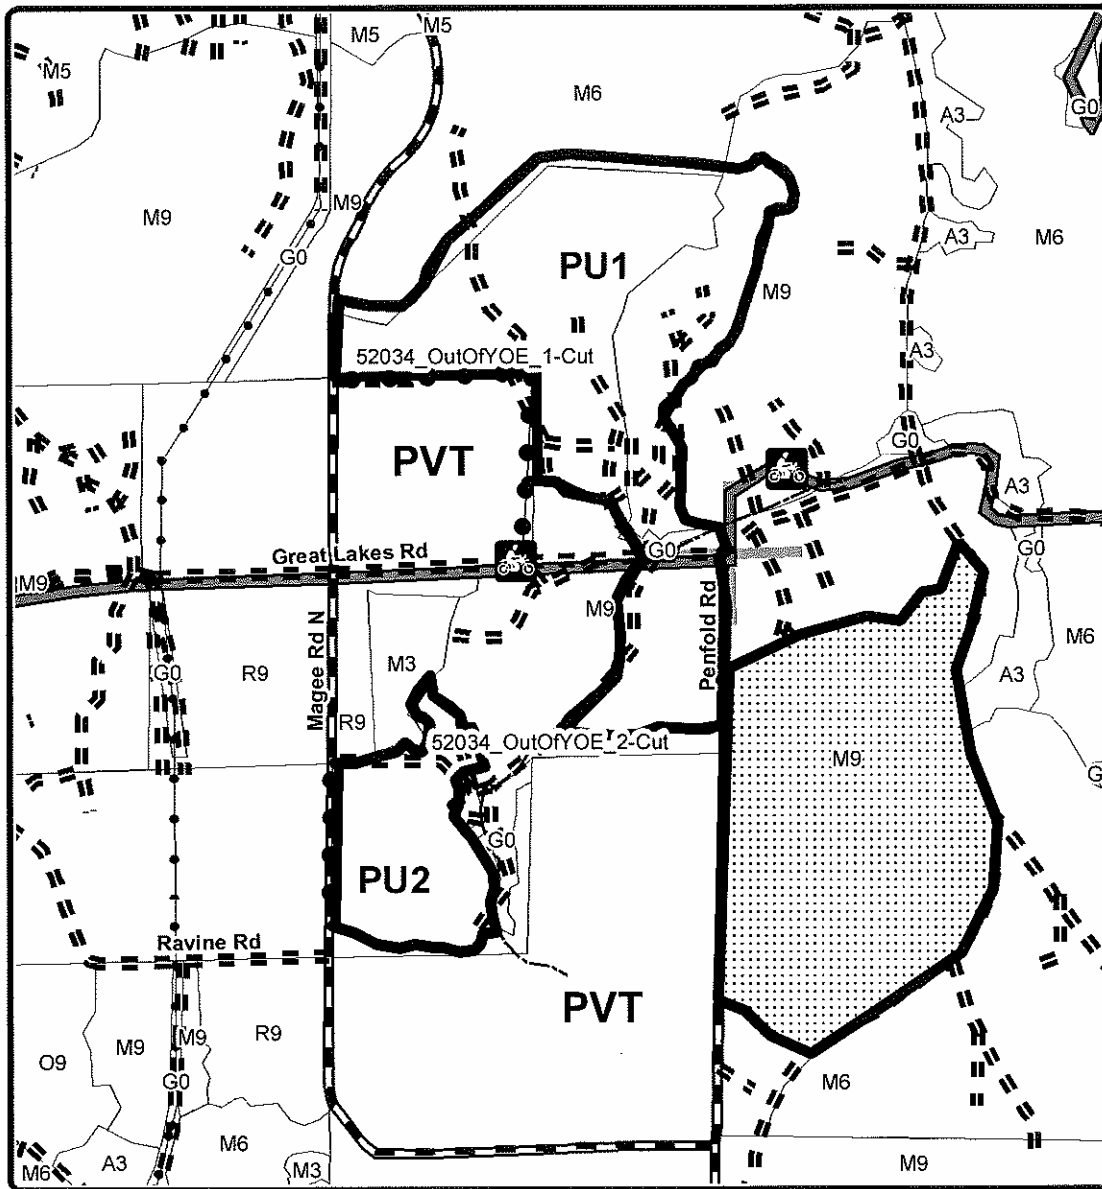 M5
M5
M5
M6
G0
A3
M9
M9
A3
M6
G0
PU1
M9
A3
52034_OutOfYOE_1-Cut
PVT
G0
A3
Great Lakes Rd
G0
G0
M9
M9
Magee Rd N
Penfold Rd
M6
M3
G0
R9
A3
R9
52034_OutOfYOE_2-Cut
M9
G
G0
PU2
Ravine Rd
PVT
M9
M9
R9
O9
G0
M6
M6
A3
M6
M3
M9